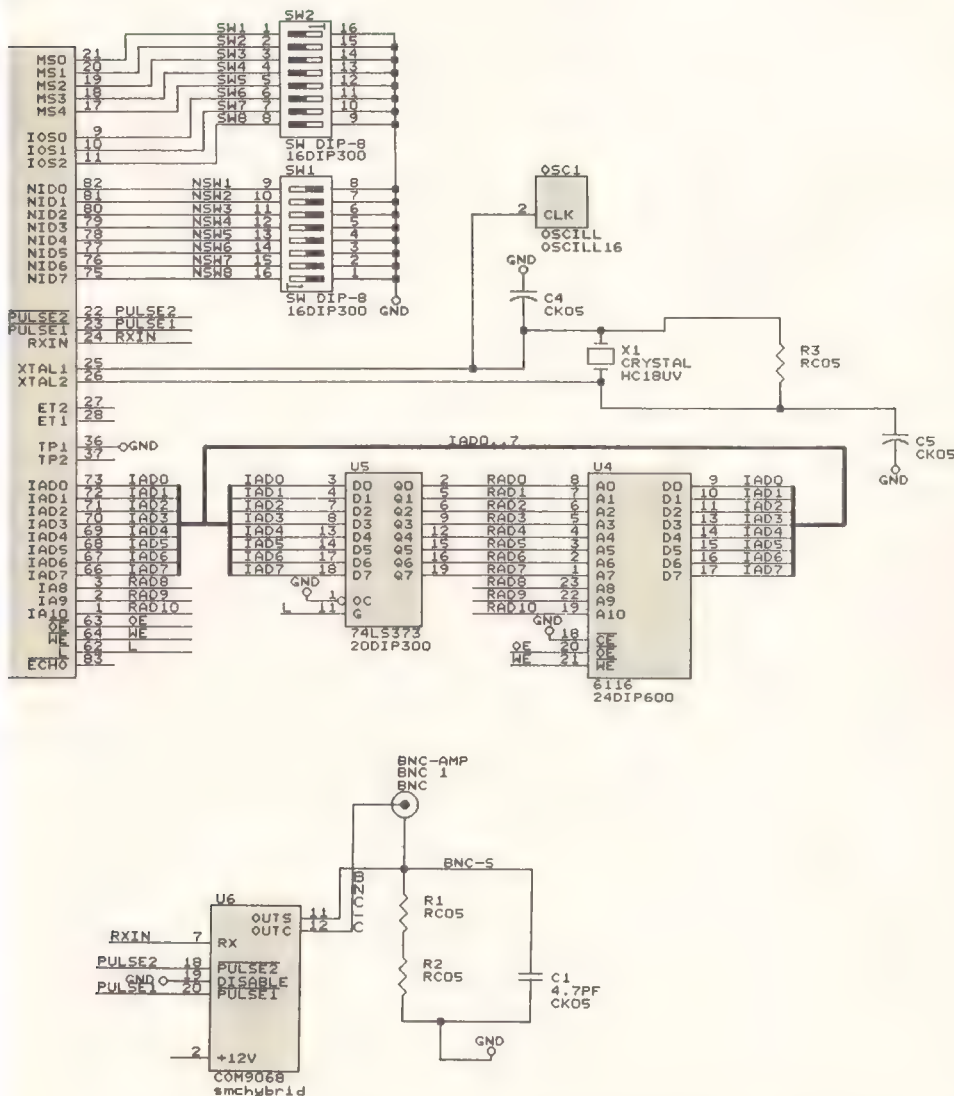 SW2
MS0 21 SW1 1 16
MS1 20 SW2 2 15
MS2 19 SW3 3 14
MS3 18 SW4 4 13
MS4 17 SW5 5 12
SW6 6 11
IOS0 9 SW7 7 10
IOS1 10 SW8 8 9
IOS2 11
SW DIP-8
16DIP300
SW1
NID0 82 NSW1 9 8
NID1 81 NSW2 10 7
NID2 80 NSW3 11 6
NID3 79 NSW4 12 5
NID4 78 NSW5 13 4
NID5 77 NSW6 14 3
NID6 76 NSW7 15 2
NID7 75 NSW8 16 1
SW DIP-8
16DIP300
GND
OSC1
2 CLK
OSCILL
OSCILL16
GND
C4
CK05
PULSE2 22 PULSE2
PULSE1 23 PULSE1
RXIN 24 RXIN
XTAL1 25
XTAL2 26
X1
CRYSTAL
HC18UV
R3
RC05
ET2 27
ET1 28
C5
CK05
GND
TP1 36 GND
TP2 37
IAD0..7
U5
U4
IAD0 73 IAD0 IAD0 3 D0 Q0 2 RAD0 8 A0 D0 9 IAD0
IAD1 72 IAD1 IAD1 4 D1 Q1 5 RAD1 7 A1 D1 10 IAD1
IAD2 71 IAD2 IAD2 7 D2 Q2 6 RAD2 6 A2 D2 11 IAD2
IAD3 70 IAD3 IAD3 8 D3 Q3 9 RAD3 5 A3 D3 13 IAD3
IAD4 69 IAD4 IAD4 13 D4 Q4 12 RAD4 4 A4 D4 14 IAD4
IAD5 68 IAD5 IAD5 14 D5 Q5 15 RAD5 3 A5 D5 15 IAD5
IAD6 67 IAD6 IAD6 17 D6 Q6 16 RAD6 2 A6 D6 16 IAD6
IAD7 66 IAD7 IAD7 18 D7 Q7 19 RAD7 1 A7 D7 17 IAD7
IA8 3 RAD8 RAD8 23 A8
IA9 2 RAD9 GND 1 OC RAD9 22 A9
IA10 1 RAD10 L 11 G RAD10 19 A10
OE 63 OE GND 18 CE
WE 64 WE OE 20 OE
L 62 L WE 21 WE
ECHO 83
74LS373
20DIP300
6116
24DIP600
BNC-AMP
BNC 1
BNC
BNC-S
BNC-C
U6
OUTS 11
OUTC 12
RXIN 7 RX
PULSE2 18 PULSE2
GND 19 DISABLE
PULSE1 20 PULSE1
2 +12V
COM9068
smchybrid
R1
RC05
R2
RC05
C1
4.7PF
CK05
GND